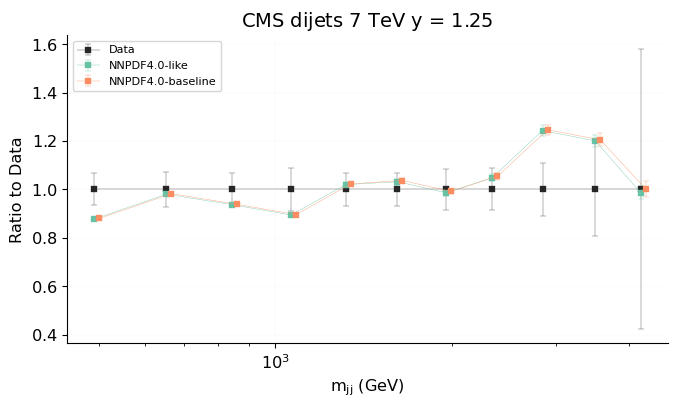 CMS dijets 7 TeV y = 1.25
Data
NNPDF4.0-like
NNPDF4.0-baseline
Ratio to Data
1.6
1.4
1.2
1.0
0.8
0.6
0.4
10³
mjj (GeV)